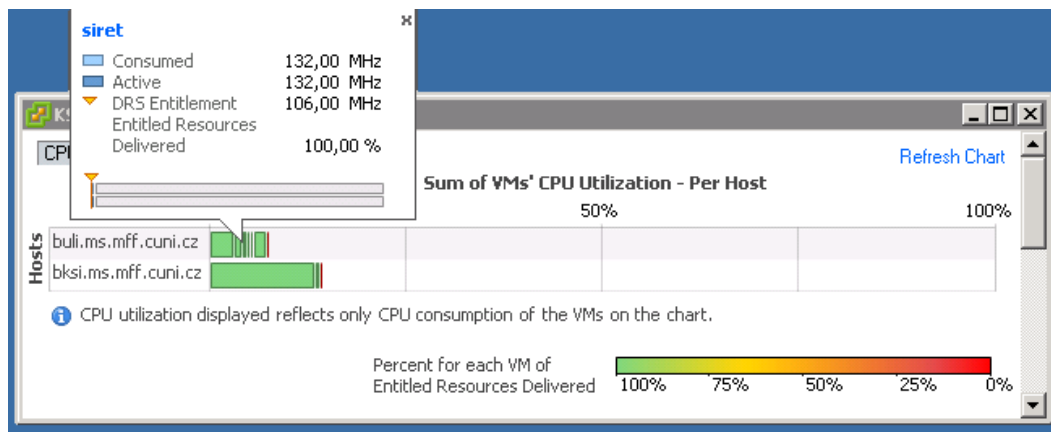 siret
Consumed 132,00 MHz
Active 132,00 MHz
DRS Entitlement 106,00 MHz
Entitled Resources
Delivered 100,00 %
KS
CPU
Refresh Chart
Sum of VMs' CPU Utilization - Per Host
50% 100%
Hosts
buli.ms.mff.cuni.cz
bksi.ms.mff.cuni.cz
CPU utilization displayed reflects only CPU consumption of the VMs on the chart.
Percent for each VM of
Entitled Resources Delivered
100% 75% 50% 25% 0%